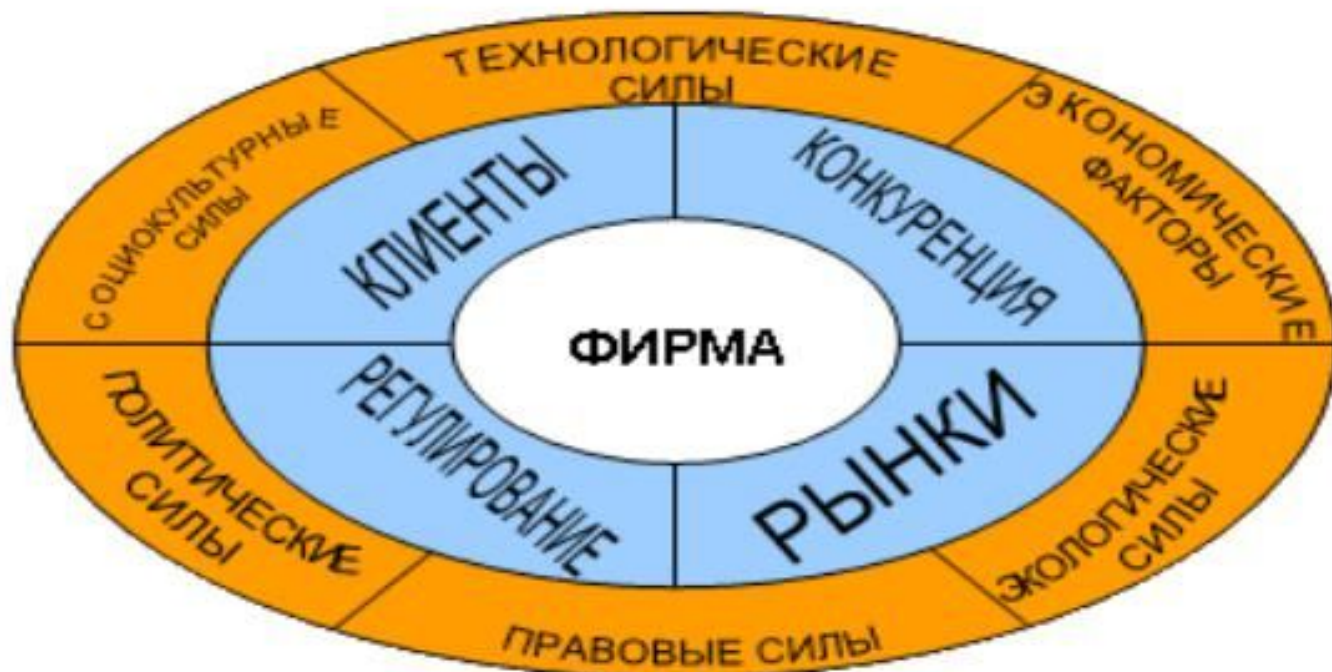 ТЕХНОЛОГИЧЕСКИЕ
СИЛЫ
ЭКОНОМИЧЕСКИЕ
ФАКТОРЫ
СОЦИОКУЛЬТУРНЫЕ
СИЛЫ
КЛИЕНТЫ
КОНКУРЕНЦИЯ
ФИРМА
РЕГУЛИРОВАНИЕ
РЫНКИ
ПОЛИТИЧЕСКИЕ
СИЛЫ
ЭКОЛОГИЧЕСКИЕ
СИЛЫ
ПРАВОВЫЕ СИЛЫ